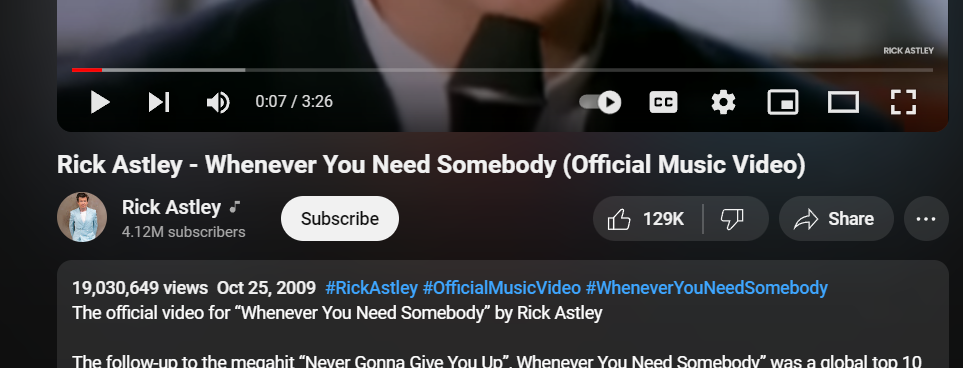 RICK ASTLEY
0:07 / 3:26
CC
Rick Astley - Whenever You Need Somebody (Official Music Video)
Rick Astley
4.12M subscribers
Subscribe
129K
Share
19,030,649 views Oct 25, 2009 #RickAstley #OfficialMusicVideo #WheneverYouNeedSomebody
The official video for “Whenever You Need Somebody” by Rick Astley
The follow-up to the megahit “Never Gonna Give You Up”, Whenever You Need Somebody” was a global top 10